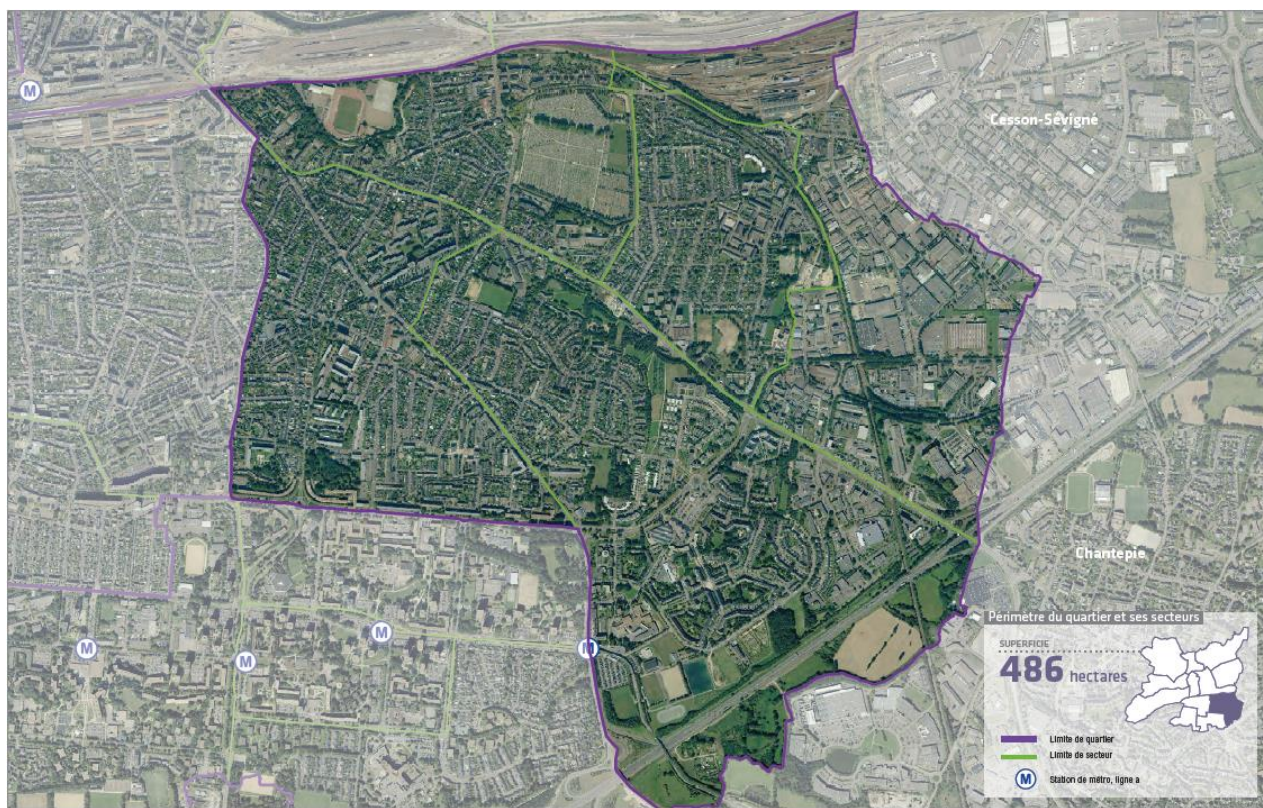 Cesson-Sévigné
M
Chantepie
M
M
M
M
Périmètre du quartier et ses secteurs
SUPERFICIE
486 hectares
Limite de quartier
Limite de secteur
M Station de métro, ligne a